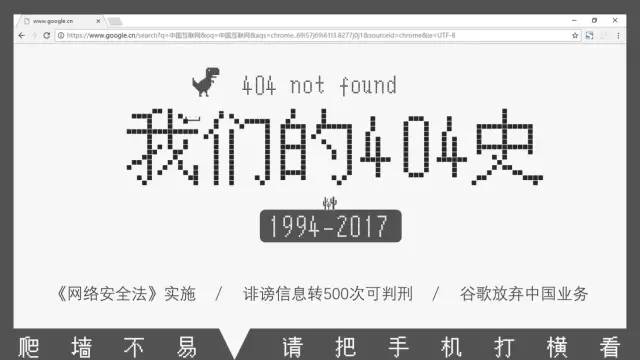 www.google.cn
https://www.google.com/search?q=中国互联网&oq=中国互联网&aqs=chrome..69i57j69i61l3.8277j0j1&sourceid=chrome&ie=UTF-8
404 not found
我们的404史
1994-2017
《网络安全法》实施 / 诽谤信息转500次可判刑 / 谷歌放弃中国业务
爬墙不易 请把手机打横看